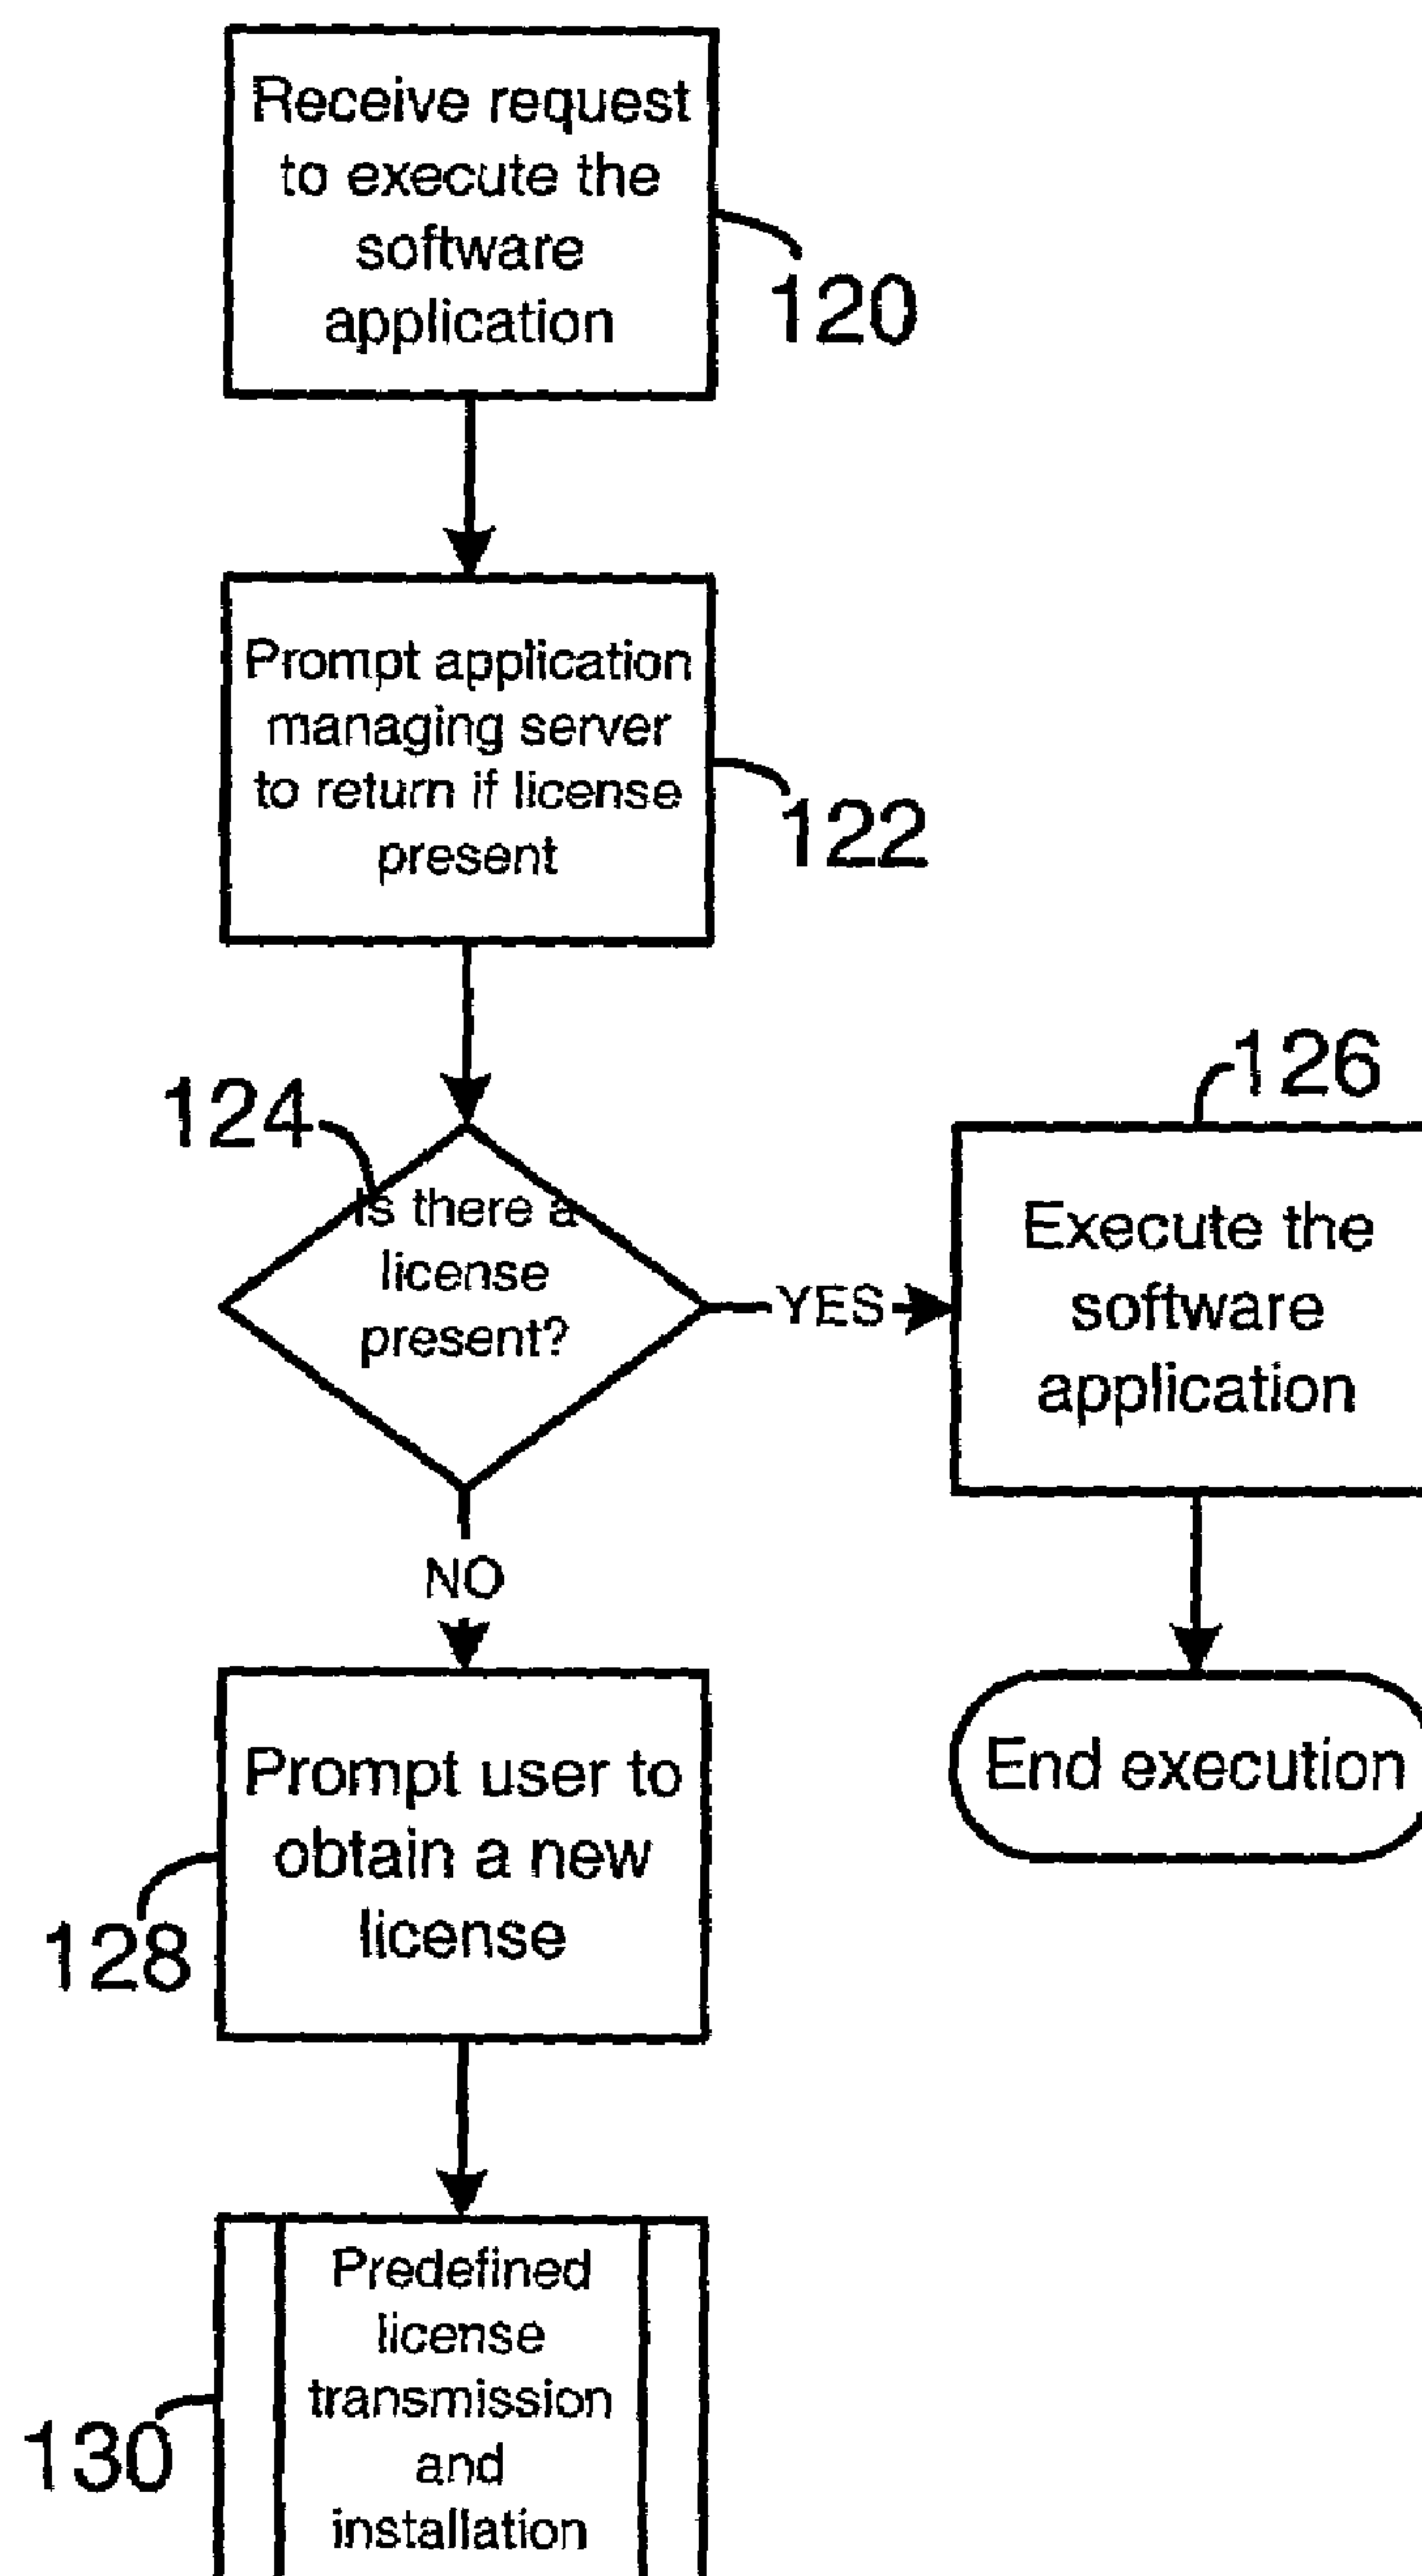 Receive request
to execute the
software
application
120
Prompt application
managing server
to return if license
present
122
124
Is there a
license
present?
YES
126
Execute the
software
application
NO
End execution
Prompt user to
obtain a new
license
128
Predefined
license
transmission
and
installation
130